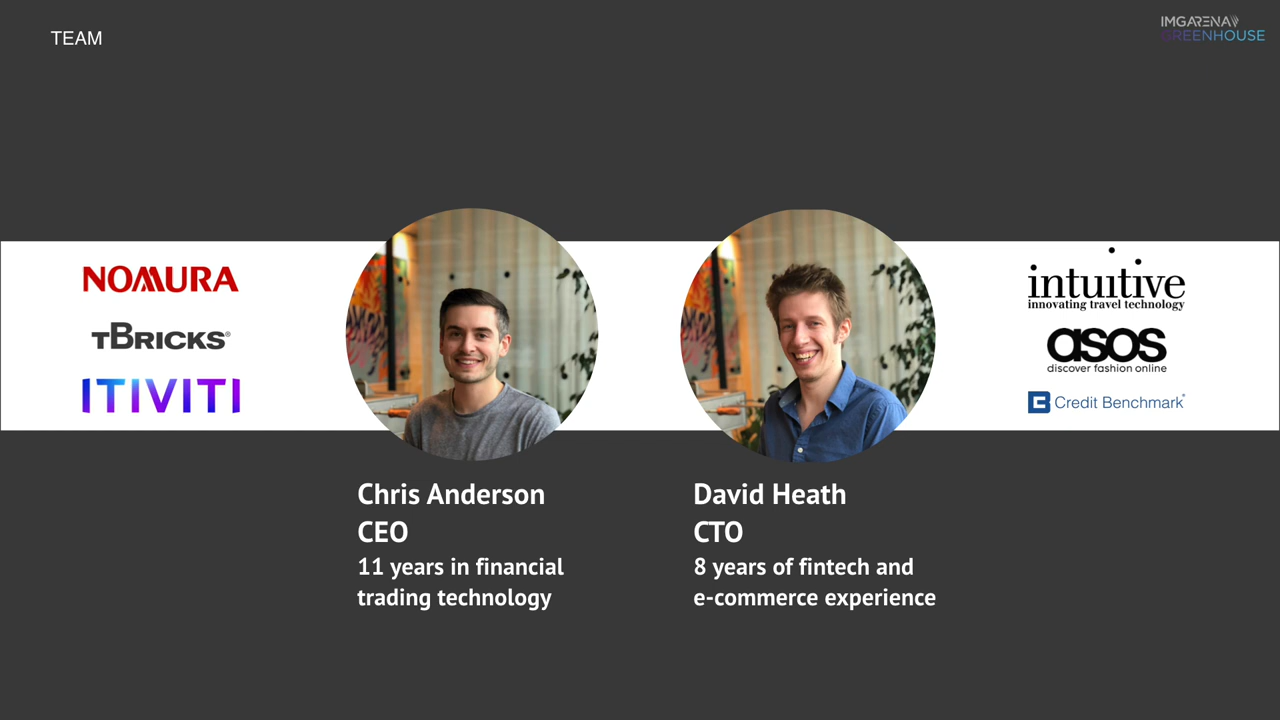 TEAM
IMGARENA
GREENHOUSE
NOMURA
TBRICKS®
ITIVITI
intuitive
innovating travel technology
asos
discover fashion online
Credit Benchmark
Chris Anderson
CEO
11 years in financial
trading technology
David Heath
CTO
8 years of fintech and
e-commerce experience